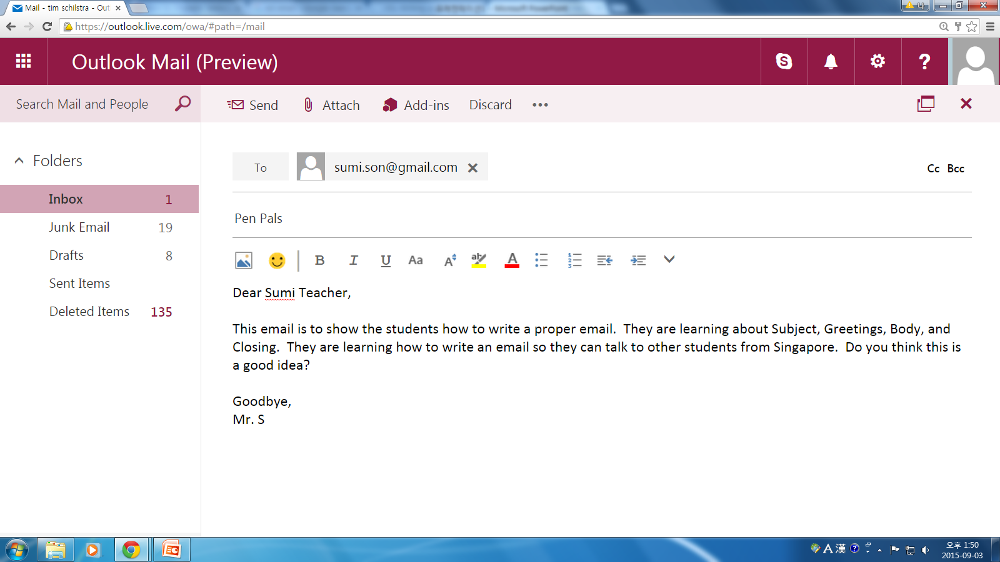 Mail - tim schilstra - Out
https://outlook.live.com/owa/#path=/mail
Outlook Mail (Preview)
?
Search Mail and People
Send
Attach
Add-ins
Discard
Folders
Inbox 1
Junk Email 19
Drafts 8
Sent Items
Deleted Items 135
To
sumi.son@gmail.com
Cc Bcc
Pen Pals
B I U Aa A ab A
Dear Sumi Teacher,
This email is to show the students how to write a proper email.  They are learning about Subject, Greetings, Body, and
Closing.  They are learning how to write an email so they can talk to other students from Singapore.  Do you think this is
a good idea?
Goodbye,
Mr. S
A 漢
오후 1:50
2015-09-03